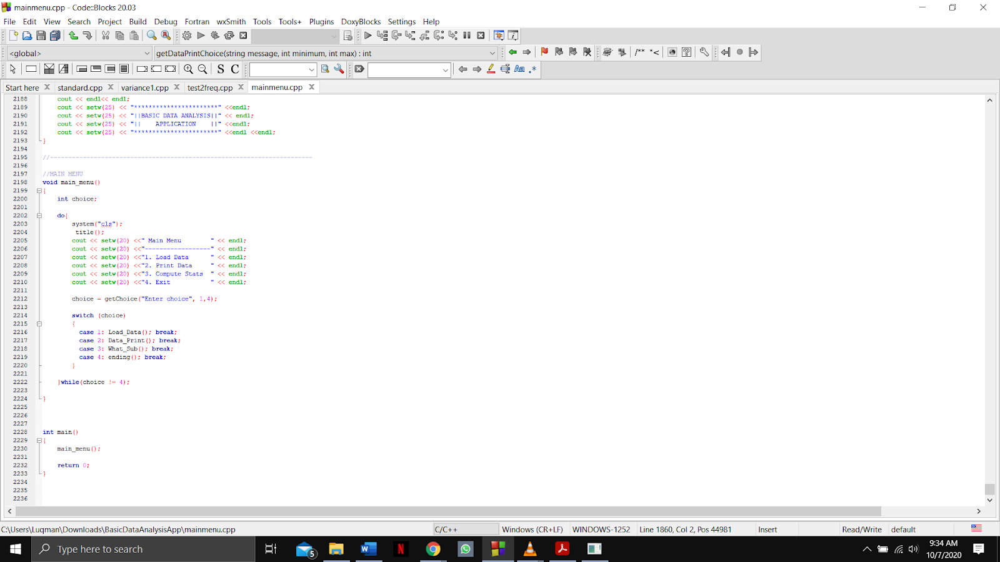 mainmenu.cpp - Code::Blocks 20.03
File Edit View Search Project Build Debug Fortran wxSmith Tools Tools+ Plugins DoxyBlocks Settings Help
<global> getDataPrintChoice(string message, int minimum, int max) : int
/** *<
S C Aa .*
Start here standard.cpp variance1.cpp test2freq.cpp mainmenu.cpp
2188 cout << endl<< endl;
2189 cout << setw(25) << "***********************" <<endl;
2190 cout << setw(25) << "||BASIC DATA ANALYSIS||" << endl;
2191 cout << setw(25) << "||    APPLICATION    ||" <<endl;
2192 cout << setw(25) << "***********************" <<endl <<endl;
2193 }
2194
2195 //------------------------------------------------------------------------
2196
2197 //MAIN MENU
2198 void main_menu()
2199 {
2200 int choice;
2201
2202 do{
2203 system("cls");
2204 title();
2205 cout << setw(20) <<" Main Menu        " << endl;
2206 cout << setw(20) <<"------------------" << endl;
2207 cout << setw(20) <<"1. Load Data      " << endl;
2208 cout << setw(20) <<"2. Print Data     " << endl;
2209 cout << setw(20) <<"3. Compute Stats  " << endl;
2210 cout << setw(20) <<"4. Exit           " << endl;
2211
2212 choice = getChoice("Enter choice", 1,4);
2213
2214 switch (choice)
2215 {
2216 case 1: Load_Data(); break;
2217 case 2: Data_Print(); break;
2218 case 3: What_Sub(); break;
2219 case 4: ending(); break;
2220 }
2221
2222 }while(choice != 4);
2223
2224 }
2225
2226
2227
2228 int main()
2229 {
2230 main_menu();
2231
2232 return 0;
2233 }
2234
2235
2236
C:\Users\Luqman\Downloads\BasicDataAnalysisApp\mainmenu.cpp C/C++ Windows (CR+LF) WINDOWS-1252 Line 1860, Col 2, Pos 44981 Insert Read/Write default
Type here to search 5 9:34 AM
10/7/2020